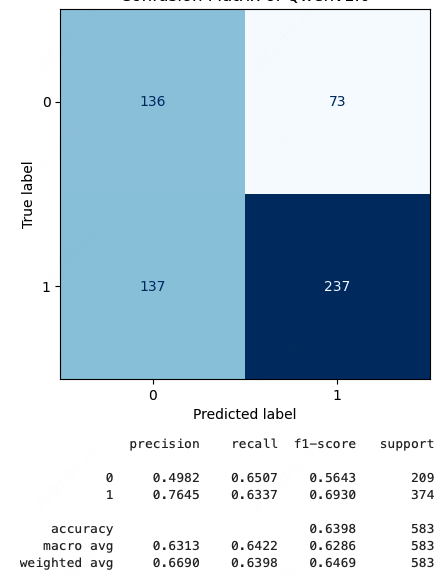 136 73
137 237
0
1
True label
0 1
Predicted label
precision recall f1-score support
0 0.4982 0.6507 0.5643 209
1 0.7645 0.6337 0.6930 374
accuracy 0.6398 583
macro avg 0.6313 0.6422 0.6286 583
weighted avg 0.6690 0.6398 0.6469 583